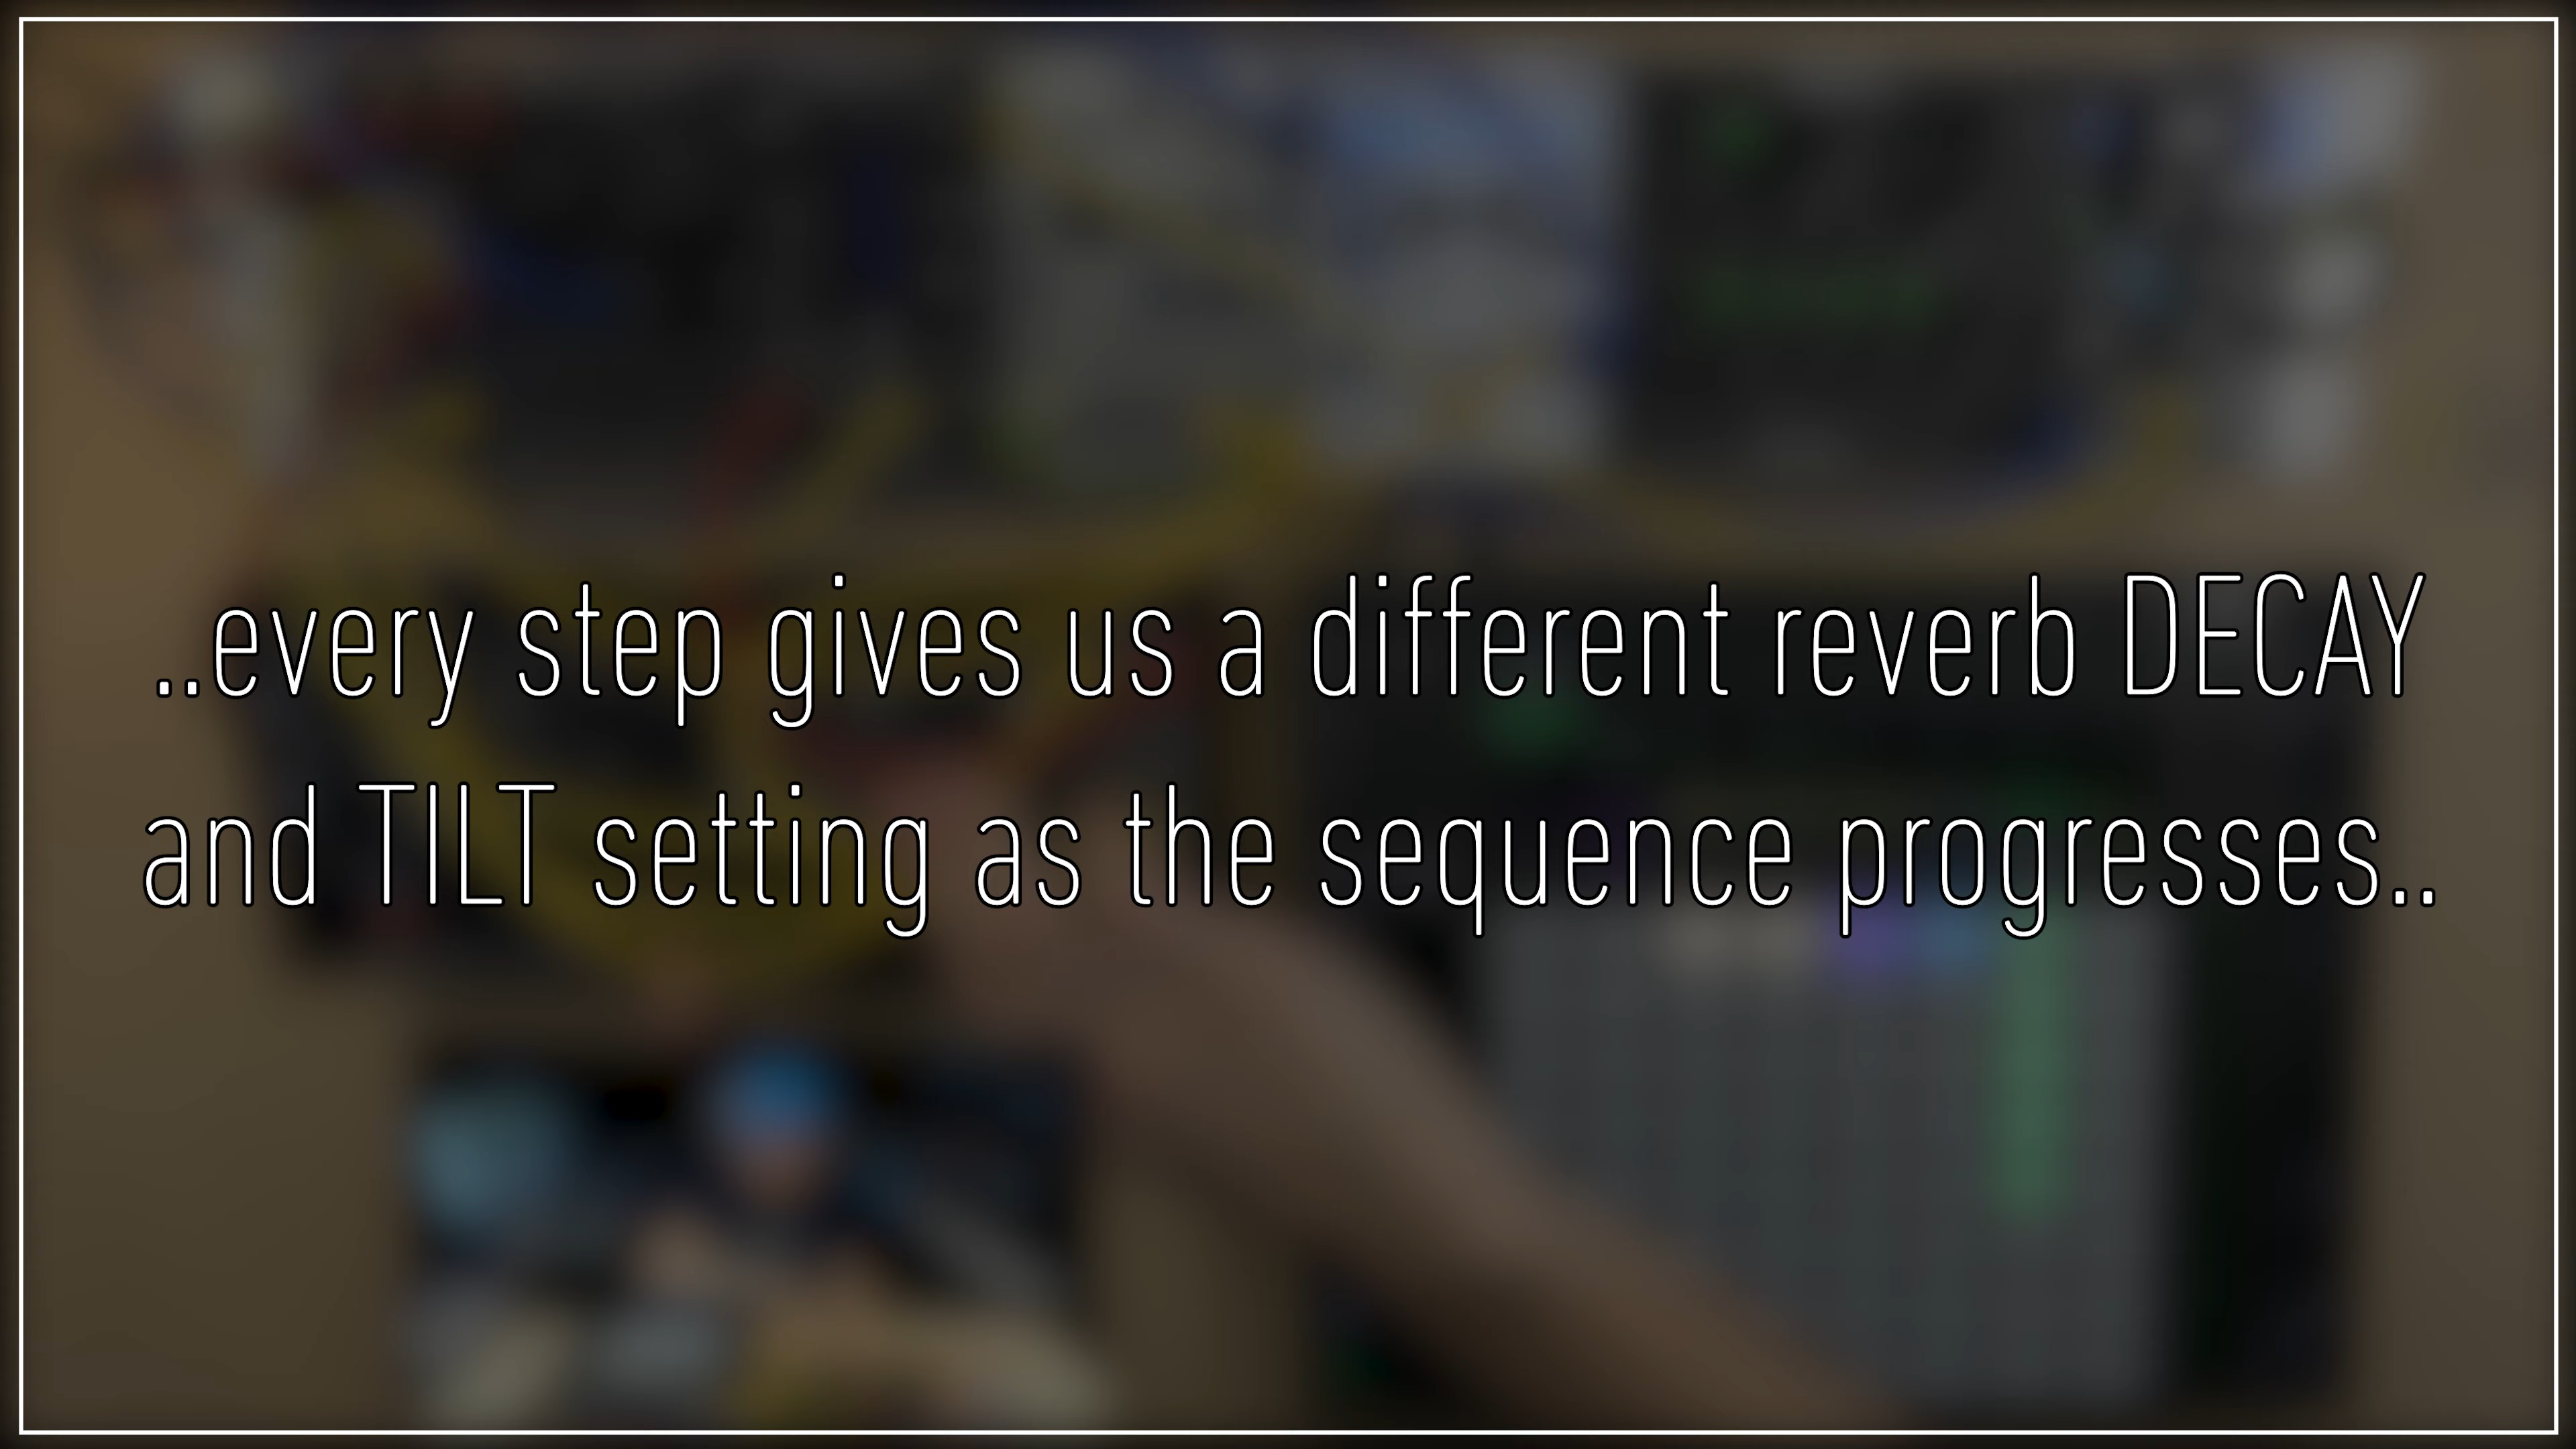 ..every step gives us a different reverb DECAY
and TILT setting as the sequence progresses..